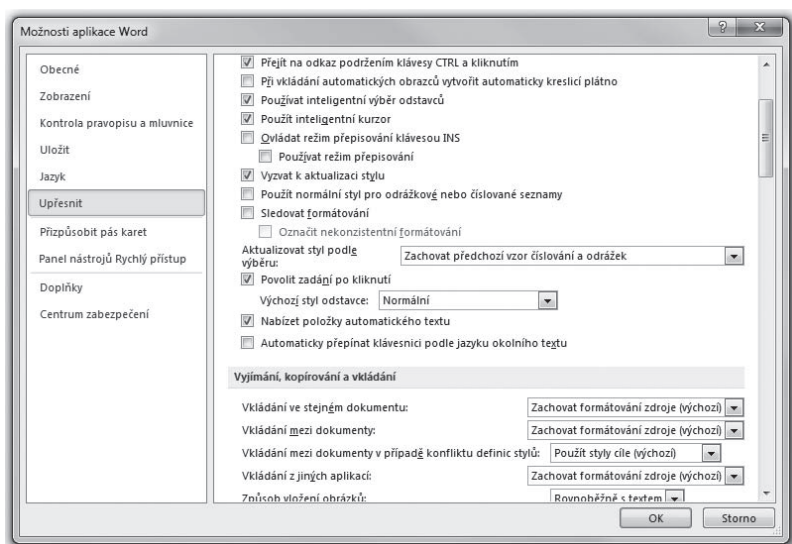 Možnosti aplikace Word
Obecné
Zobrazení
Kontrola pravopisu a mluvnice
Uložit
Jazyk
Upřesnit
Přizpůsobit pás karet
Panel nástrojů Rychlý přístup
Doplňky
Centrum zabezpečení
Přejít na odkaz podržením klávesy CTRL a kliknutím
Při vkládání automatických obrazců vytvořit automaticky kreslicí plátno
Používat inteligentní výběr odstavců
Použít inteligentní kurzor
Ovládat režim přepisování klávesou INS
Používat režim přepisování
Vyzvat k aktualizaci stylu
Použít normální styl pro odrážkové nebo číslované seznamy
Sledovat formátování
Označit nekonzistentní formátování
Aktualizovat styl podle
výběru: Zachovat předchozí vzor číslování a odrážek
Povolit zadání po kliknutí
Výchozí styl odstavce: Normální
Nabízet položky automatického textu
Automaticky přepínat klávesnici podle jazyku okolního textu
Vyjímání, kopírování a vkládání
Vkládání ve stejném dokumentu: Zachovat formátování zdroje (výchozí)
Vkládání mezi dokumenty: Zachovat formátování zdroje (výchozí)
Vkládání mezi dokumenty v případě konfliktu definic stylů: Použít styly cíle (výchozí)
Vkládání z jiných aplikací: Zachovat formátování zdroje (výchozí)
Způsob vložení obrázků: Rovnoběžně s textem
OK Storno